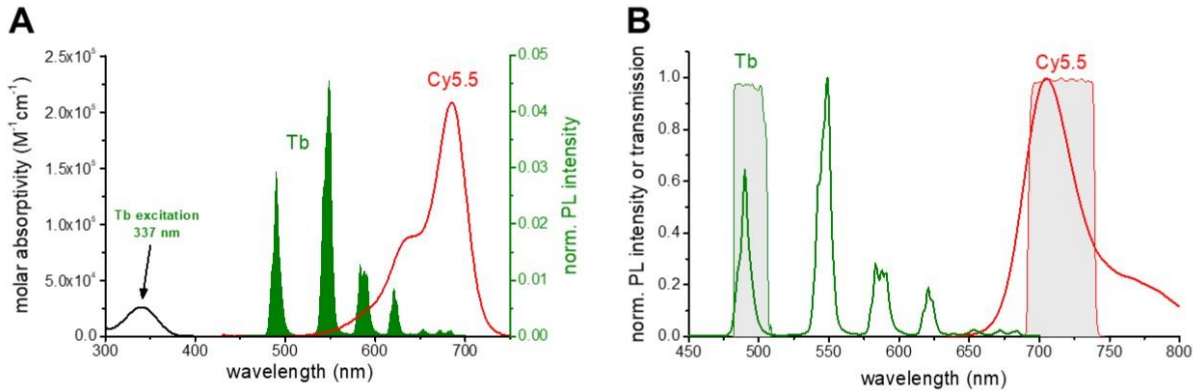 A
B
2.5x10⁵
2.0x10⁵
1.5x10⁵
1.0x10⁵
5.0x10⁴
0.0
molar absorptivity (M⁻¹cm⁻¹)
Tb excitation
337 nm
Tb
Cy5.5
300
500
600
700
wavelength (nm)
0.05
0.04
0.03
0.02
0.01
0.00
norm. PL intensity
norm. PL intensity or transmission
1.0
0.8
0.6
0.4
0.2
0.0
Tb
Cy5.5
450
500
550
600
650
700
750
800
wavelength (nm)